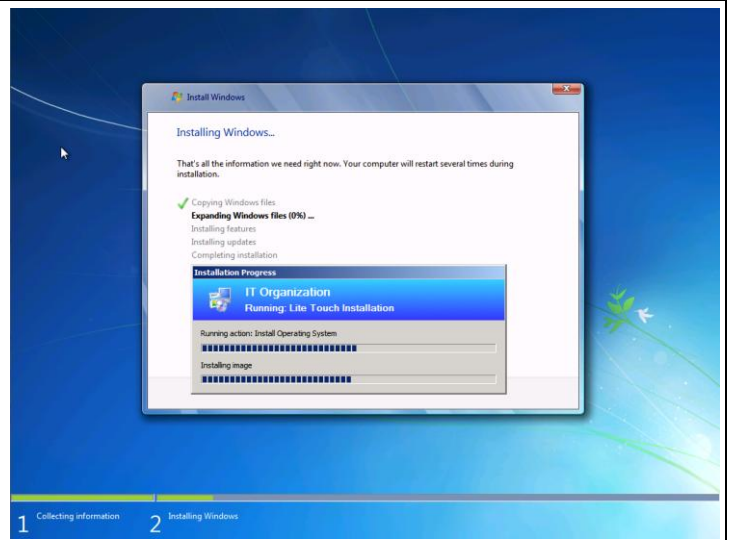 Install Windows
Installing Windows...
That's all the information we need right now. Your computer will restart several times during
installation.
Copying Windows files
Expanding Windows files (0%) ...
Installing features
Installing updates
Completing installation
Installation Progress
IT Organization
Running: Lite Touch Installation
Running action: Install Operating System
Installing image
1 Collecting information 2 Installing Windows